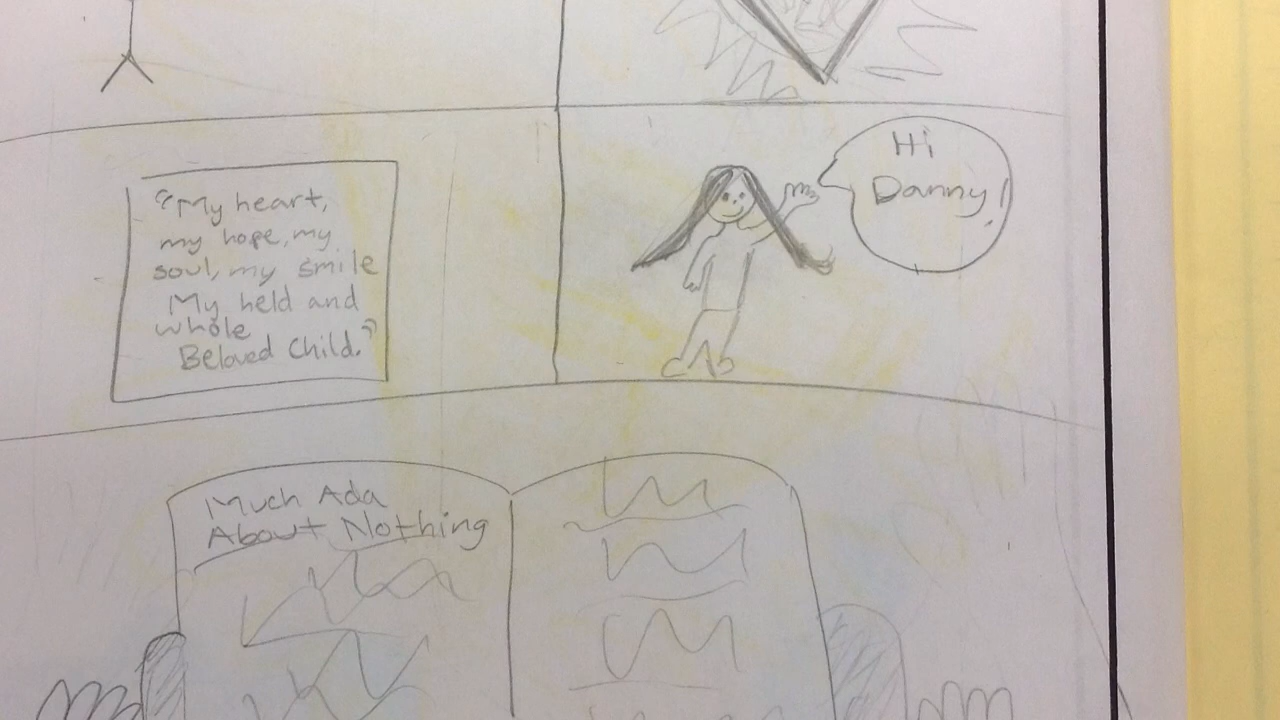 "My heart,
my hope, my
soul, my smile
My held and
whole
Beloved Child."
Hi
Danny!
Much Ada
About Nothing